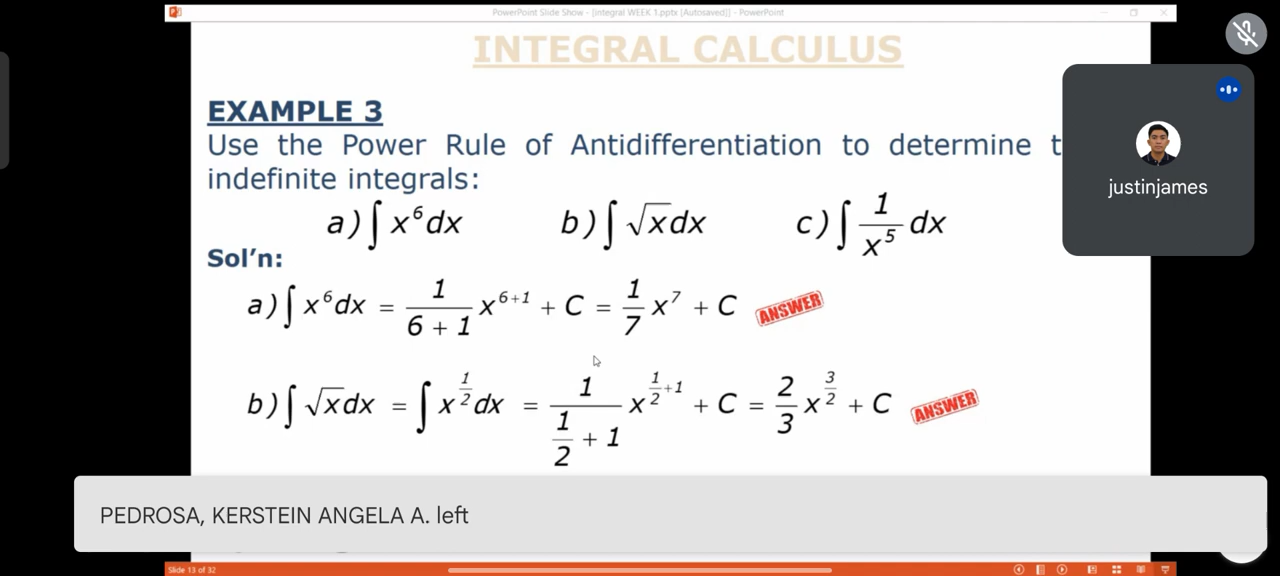 PowerPoint Slide Show - [integral WEEK 1.pptx [Autosaved]] - PowerPoint
INTEGRAL CALCULUS
EXAMPLE 3
Use the Power Rule of Antidifferentiation to determine t
indefinite integrals:
a) ∫ x⁶dx b) ∫ √x dx c) ∫ 1/x⁵ dx
justinjames
Sol'n:
a) ∫ x⁶dx = 1/(6 + 1) x⁶⁺¹ + C = 1/7 x⁷ + C ANSWER
b) ∫ √x dx = ∫ x^(1/2) dx = 1/(1/2 + 1) x^(1/2+1) + C = 2/3 x^(3/2) + C ANSWER
PEDROSA, KERSTEIN ANGELA A. left
Slide 13 of 32